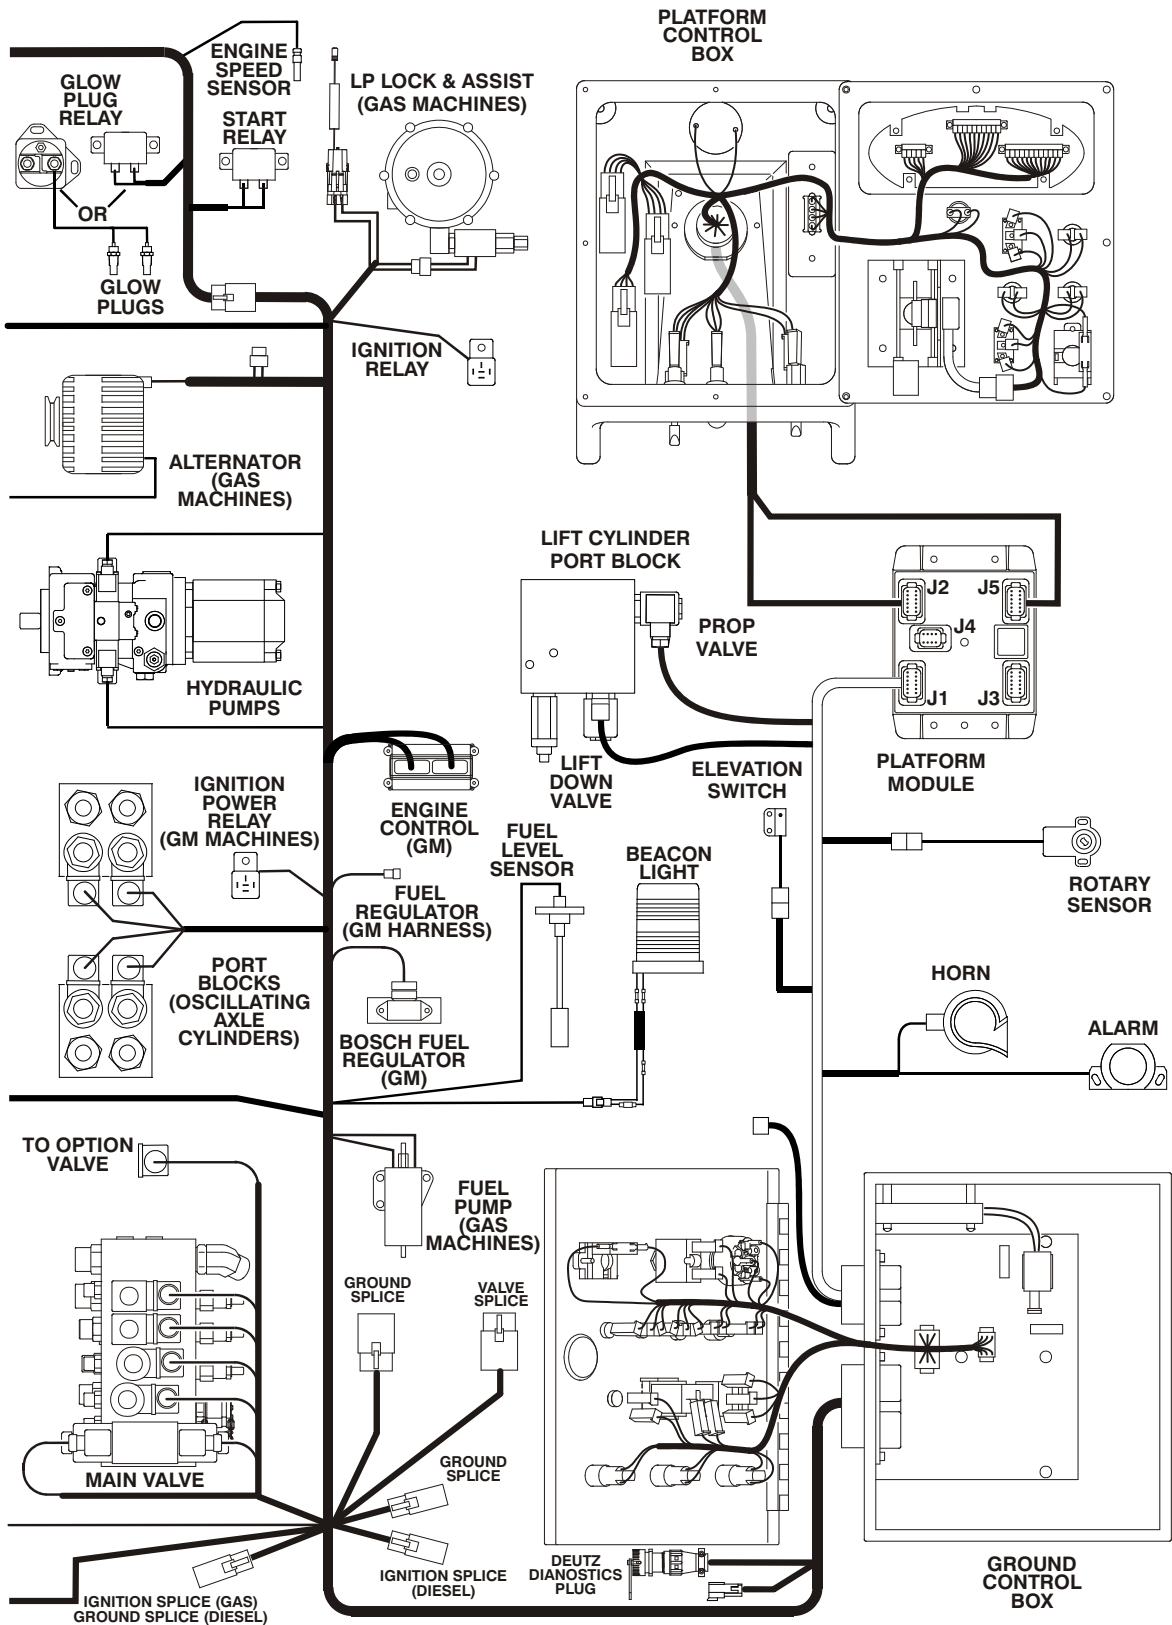 PLATFORM
CONTROL
BOX
ENGINE
SPEED
SENSOR
GLOW
PLUG
RELAY
START
RELAY
OR
GLOW
PLUGS
LP LOCK & ASSIST
(GAS MACHINES)
IGNITION
RELAY
ALTERNATOR
(GAS
MACHINES)
LIFT CYLINDER
PORT BLOCK
PROP
VALVE
J2
J5
J4
J1
J3
HYDRAULIC
PUMPS
LIFT
DOWN
VALVE
ELEVATION
SWITCH
PLATFORM
MODULE
IGNITION
POWER
RELAY
(GM MACHINES)
ENGINE
CONTROL
(GM)
FUEL
LEVEL
SENSOR
BEACON
LIGHT
ROTARY
SENSOR
FUEL
REGULATOR
(GM HARNESS)
PORT
BLOCKS
(OSCILLATING
AXLE
CYLINDERS)
HORN
ALARM
BOSCH FUEL
REGULATOR
(GM)
TO OPTION
VALVE
FUEL
PUMP
(GAS
MACHINES)
GROUND
SPLICE
VALVE
SPLICE
MAIN VALVE
GROUND
SPLICE
IGNITION SPLICE
(DIESEL)
DEUTZ
DIANOSTICS
PLUG
GROUND
CONTROL
BOX
IGNITION SPLICE (GAS)
GROUND SPLICE (DIESEL)